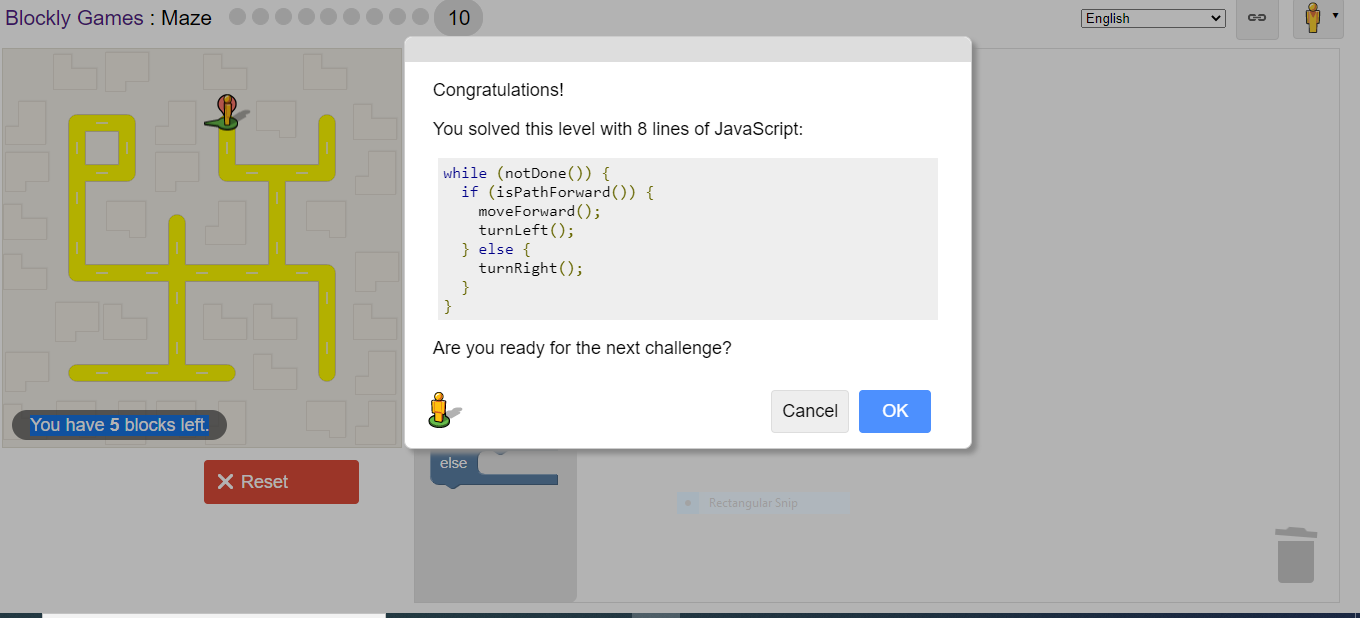 Blockly Games : Maze 10 English
Congratulations!
You solved this level with 8 lines of JavaScript:
while (notDone()) {
if (isPathForward()) {
moveForward();
turnLeft();
} else {
turnRight();
}
}
Are you ready for the next challenge?
Cancel OK
You have 5 blocks left.
Reset
else
Rectangular Snip